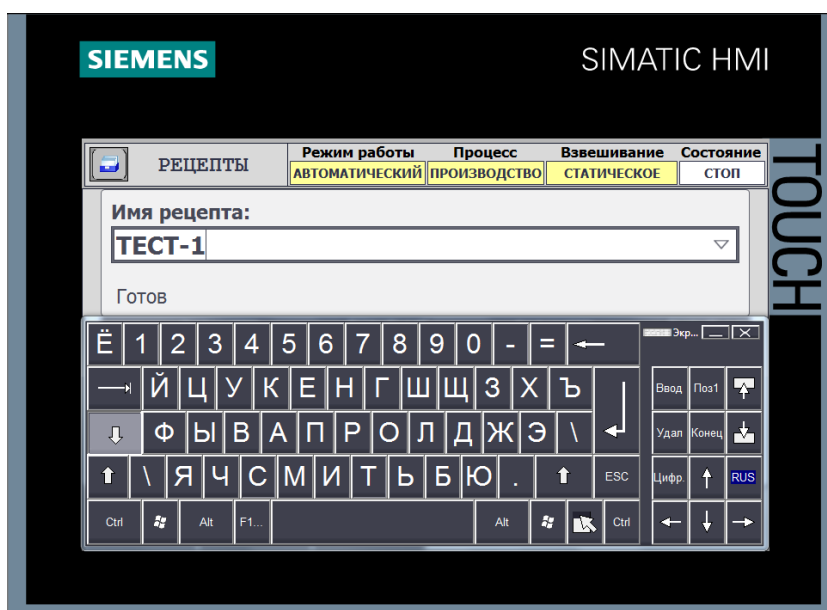 SIEMENS
SIMATIC HMI
TOUCH
РЕЦЕПТЫ
Режим работы Процесс Взвешивание Состояние
АВТОМАТИЧЕСКИЙ ПРОИЗВОДСТВО СТАТИЧЕСКОЕ СТОП
Имя рецепта:
ТЕСТ-1
Готов
Экр...
Ё 1 2 3 4 5 6 7 8 9 0 - =
Й Ц У К Е Н Г Ш Щ З Х Ъ Ввод Поз1
Ф Ы В А П Р О Л Д Ж Э \ Удал Конец
\ Я Ч С М И Т Ь Б Ю . ESC Цифр. RUS
Ctrl Alt F1... Alt Ctrl